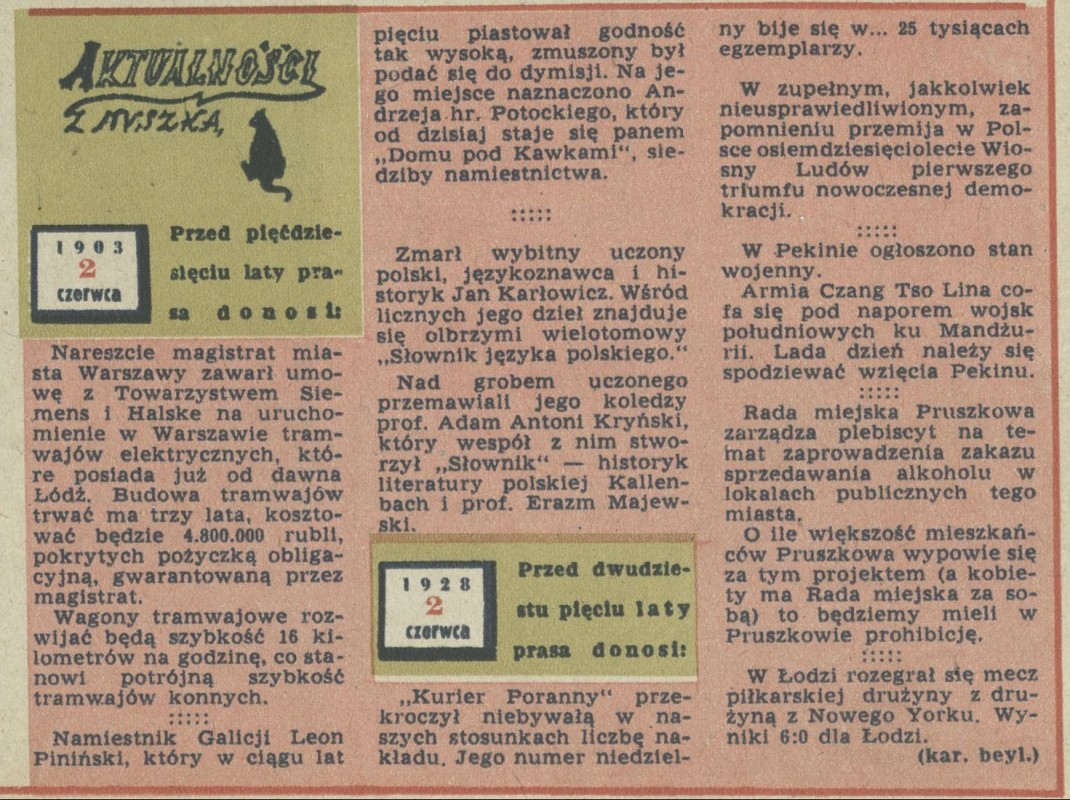 AKTUALNOŚCI
Z MYSZKĄ
1903
2
czerwca
Przed pięćdzie-
sięciu laty pra-
sa donosi:
Nareszcie magistrat mia-
sta Warszawy zawarł umo-
wę z Towarzystwem Sie-
mens i Halske na urucho-
mienie w Warszawie tram-
wajów elektrycznych, któ-
re posiada już od dawna
Łódź. Budowa tramwajów
trwać ma trzy lata, koszto-
wać będzie 4.800.000 rubli,
pokrytych pożyczką obliga-
cyjną, gwarantowaną przez
magistrat.
Wagony tramwajowe roz-
wijać będą szybkość 16 ki-
lometrów na godzinę, co sta-
nowi potrójną szybkość
tramwajów konnych.
:::::
Namiestnik Galicji Leon
Piniński, który w ciągu lat
pięciu piastował godność
tak wysoką, zmuszony był
podać się do dymisji. Na je-
go miejsce naznaczono An-
drzeja hr. Potockiego, który
od dzisiaj staje się panem
„Domu pod Kawkami“, sie-
dziby namiestnictwa.
:::::
Zmarł wybitny uczony
polski, językoznawca i hi-
storyk Jan Karłowicz. Wśród
licznych jego dzieł znajduje
się olbrzymi wielotomowy
„Słownik języka polskiego.“
Nad grobem uczonego
przemawiali jego koledzy
prof. Adam Antoni Kryński,
który wespół z nim stwo-
rzył „Słownik“ — historyk
literatury polskiej Kallen-
bach i prof. Erazm Majew-
ski.
1928
2
czerwca
Przed dwudzie-
stu pięciu laty
prasa donosi:
„Kurier Poranny“ prze-
kroczył niebywałą w na-
szych stosunkach liczbę na-
kładu. Jego numer niedziel-
ny bije się w... 25 tysiącach
egzemplarzy.
W zupełnym, jakkolwiek
nieusprawiedliwionym, za-
pomnieniu przemija w Pol-
sce osiemdziesięciolecie Wio-
sny Ludów pierwszego
triumfu nowoczesnej demo-
kracji.
:::::
W Pekinie ogłoszono stan
wojenny.
Armia Czang Tso Lina co-
fa się pod naporem wojsk
południowych ku Mandżu-
rii. Lada dzień należy się
spodziewać wzięcia Pekinu.
:::::
Rada miejska Pruszkowa
zarządza plebiscyt na te-
mat zaprowadzenia zakazu
sprzedawania alkoholu w
lokalach publicznych tego
miasta.
O ile większość mieszkań-
ców Pruszkowa wypowie się
za tym projektem (a kobie-
ty ma Rada miejska za so-
bą) to będziemy mieli w
Pruszkowie prohibicję.
:::::
W Łodzi rozegrał się mecz
piłkarskiej drużyny z dru-
żyną z Nowego Yorku. Wy-
niki 6:0 dla Łodzi.
(kar. beyl.)